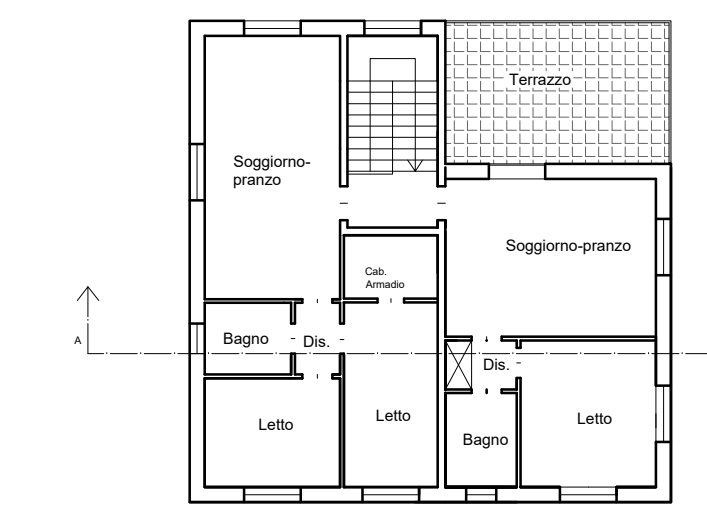 Terrazzo
Soggiorno-
pranzo
Soggiorno-pranzo
Cab.
Armadio
A
Bagno
Dis.
Dis.
Letto
Letto
Letto
Bagno